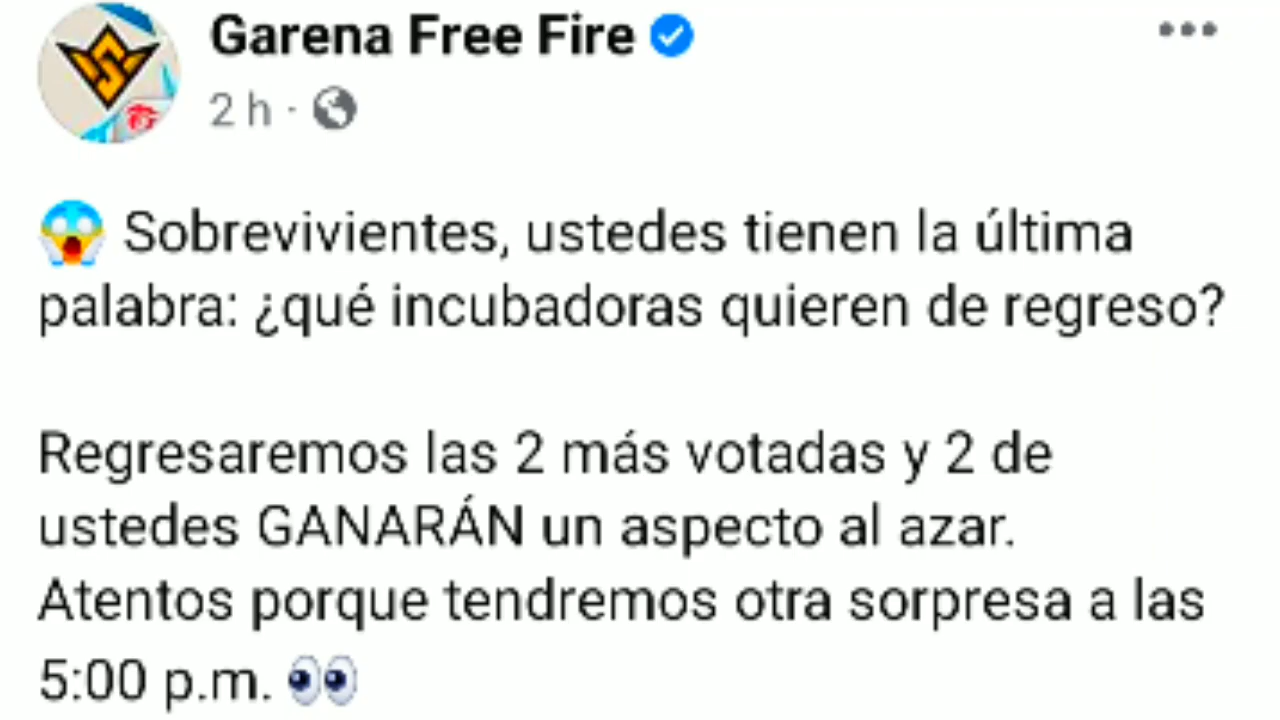 Garena Free Fire
2 h ·
😱 Sobrevivientes, ustedes tienen la última
palabra: ¿qué incubadoras quieren de regreso?
Regresaremos las 2 más votadas y 2 de
ustedes GANARÁN un aspecto al azar.
Atentos porque tendremos otra sorpresa a las
5:00 p.m. 👀